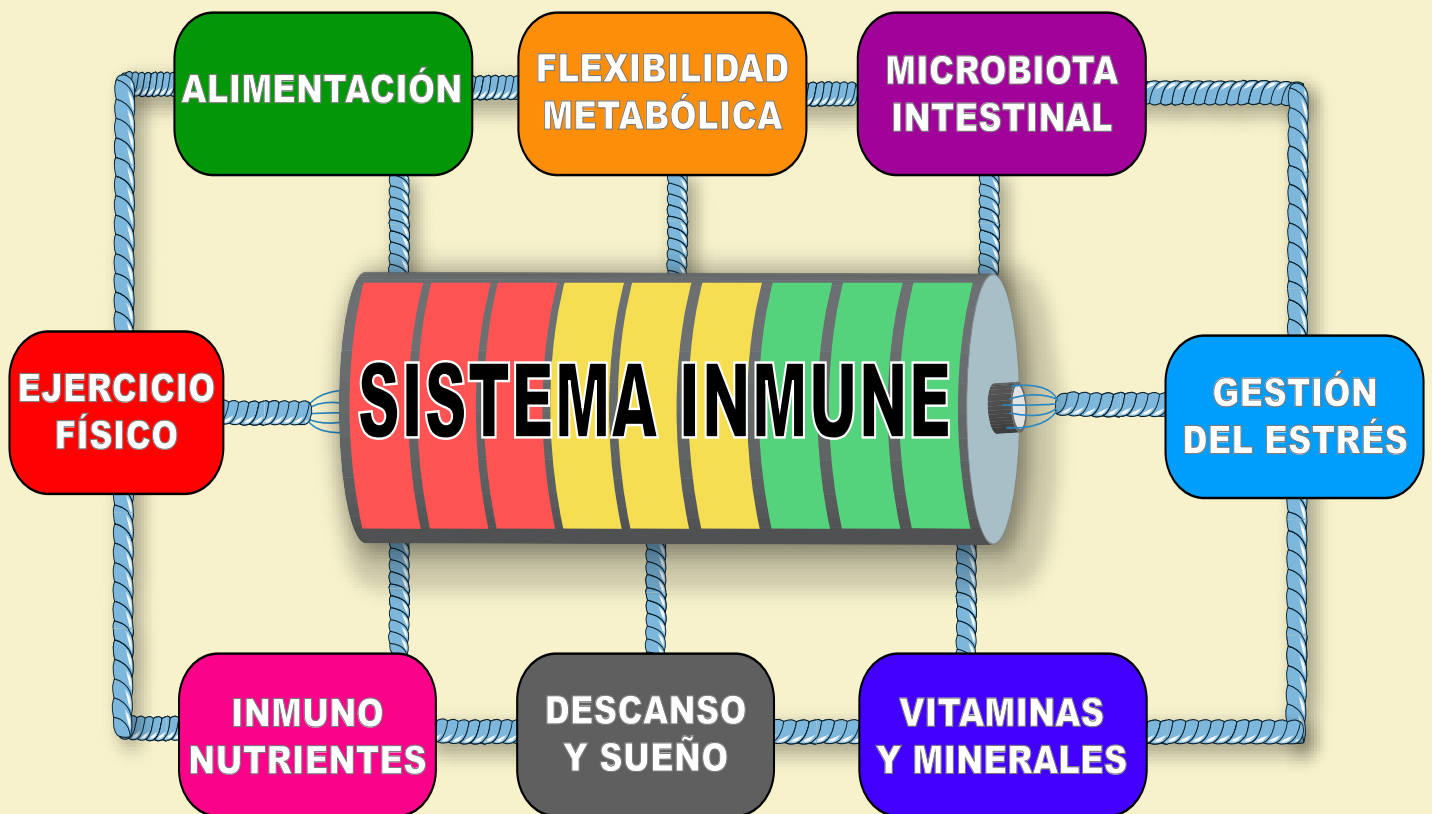 ALIMENTACIÓN
FLEXIBILIDAD
METABÓLICA
MICROBIOTA
INTESTINAL
EJERCICIO
FÍSICO
SISTEMA INMUNE
GESTIÓN
DEL ESTRÉS
INMUNO
NUTRIENTES
DESCANSO
Y SUEÑO
VITAMINAS
Y MINERALES